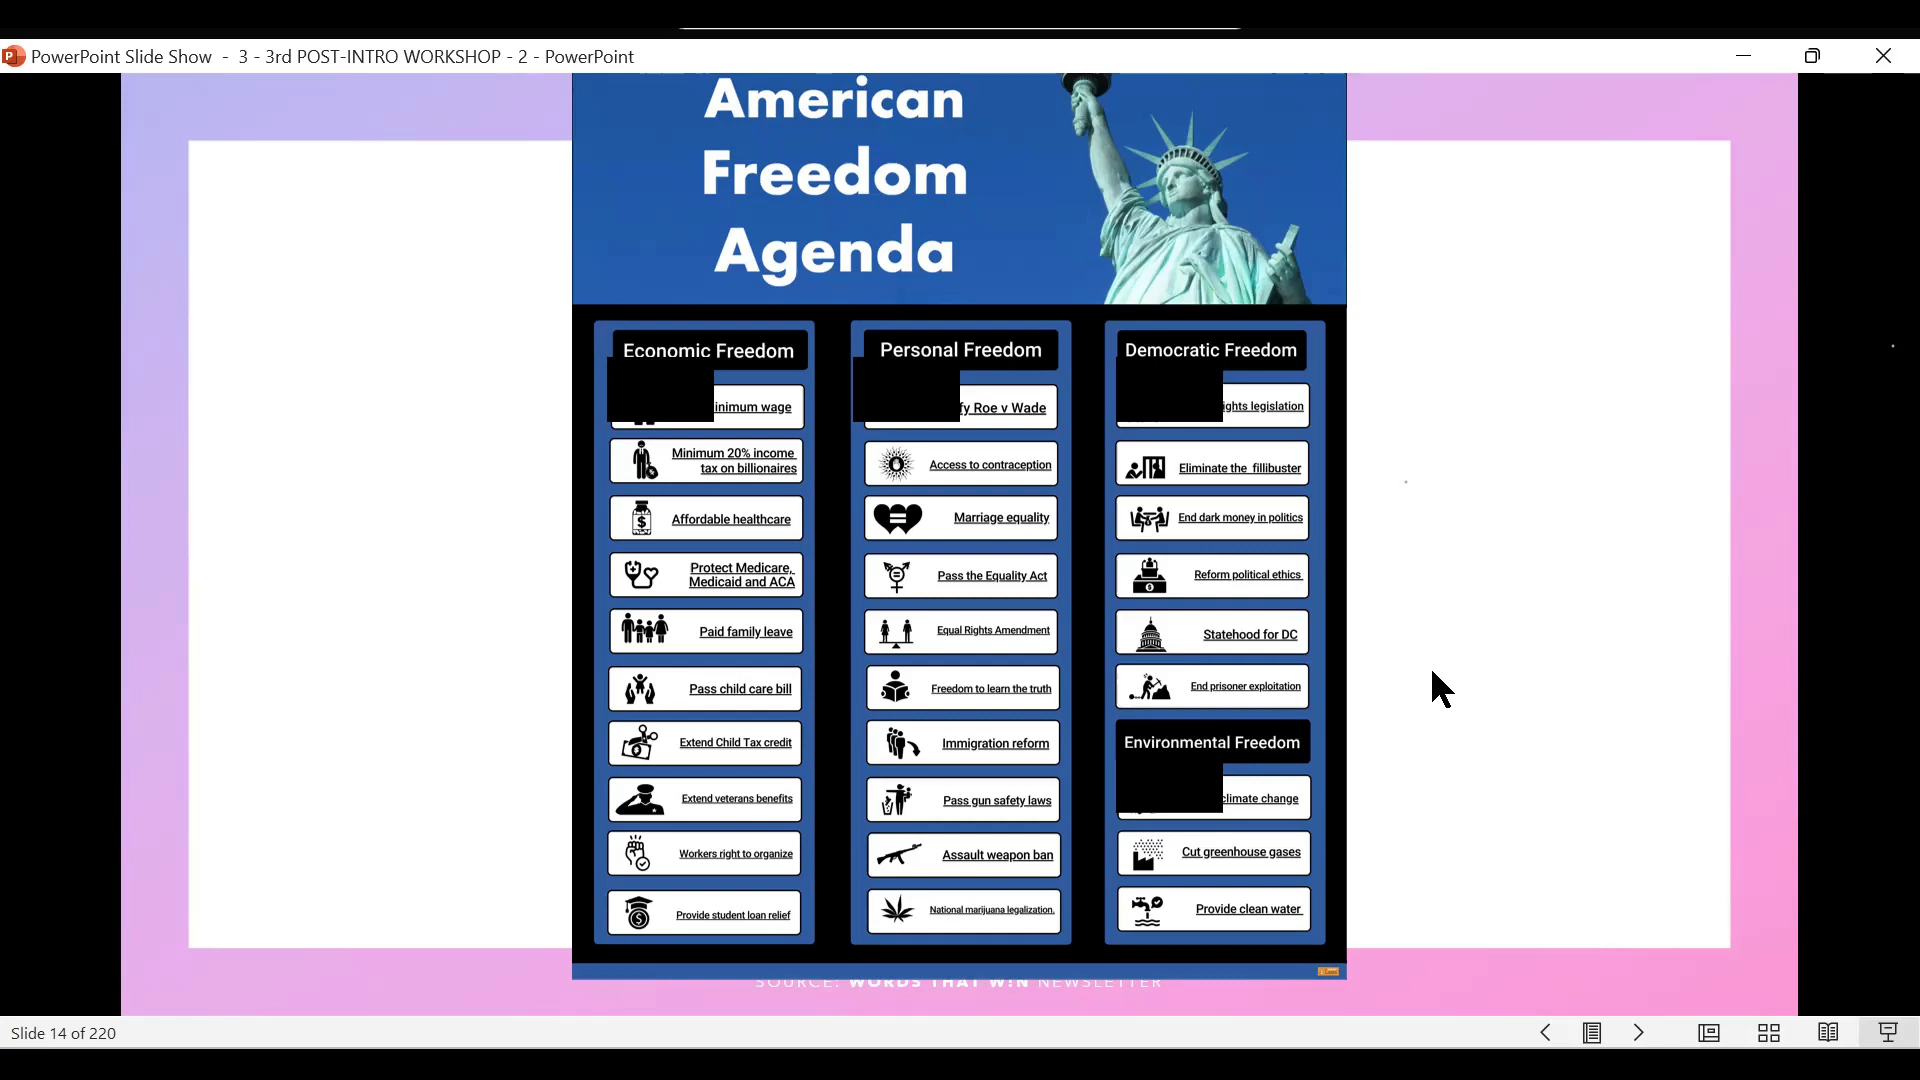 PowerPoint Slide Show - 3 - 3rd POST-INTRO WORKSHOP - 2 - PowerPoint
American
Freedom
Agenda
Economic Freedom
inimum wage
Minimum 20% income
tax on billionaires
Affordable healthcare
Protect Medicare,
Medicaid and ACA
Paid family leave
Pass child care bill
Extend Child Tax credit
Extend veterans benefits
Workers right to organize
Provide student loan relief
Personal Freedom
fy Roe v Wade
Access to contraception
Marriage equality
Pass the Equality Act
Equal Rights Amendment
Freedom to learn the truth
Immigration reform
Pass gun safety laws
Assault weapon ban
National marijuana legalization.
Democratic Freedom
ights legislation
Eliminate the fillibuster
End dark money in politics
Reform political ethics
Statehood for DC
End prisoner exploitation
Environmental Freedom
climate change
Cut greenhouse gases
Provide clean water
SOURCE: WORDS THAT W!N NEWSLETTER
Slide 14 of 220